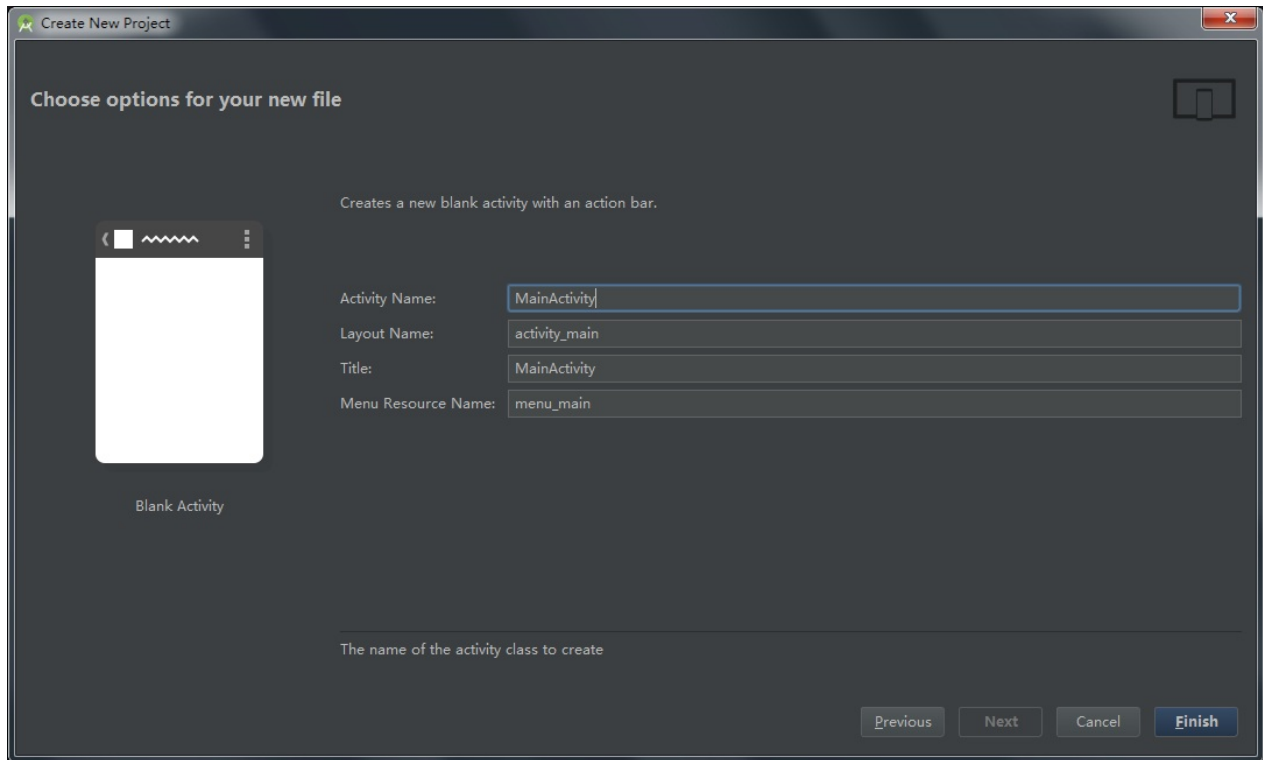 Create New Project
Choose options for your new file
Creates a new blank activity with an action bar.
Activity Name: MainActivity
Layout Name: activity_main
Title: MainActivity
Menu Resource Name: menu_main
Blank Activity
The name of the activity class to create
Previous Next Cancel Finish